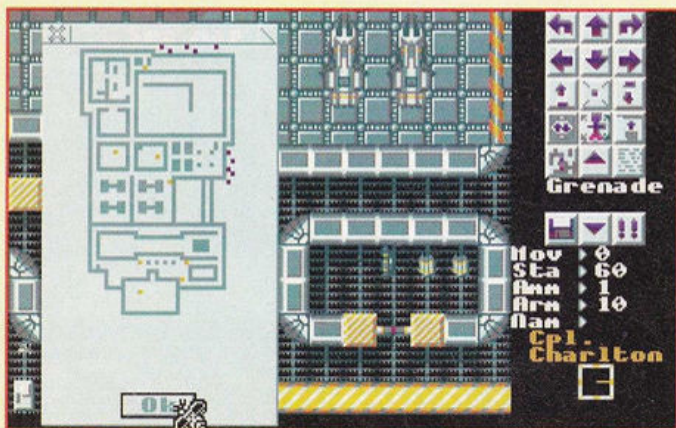 Grenade
Mov 0
Sta 60
Amm 1
Arm 10
Nam
Cpl.
Charlton
Ok